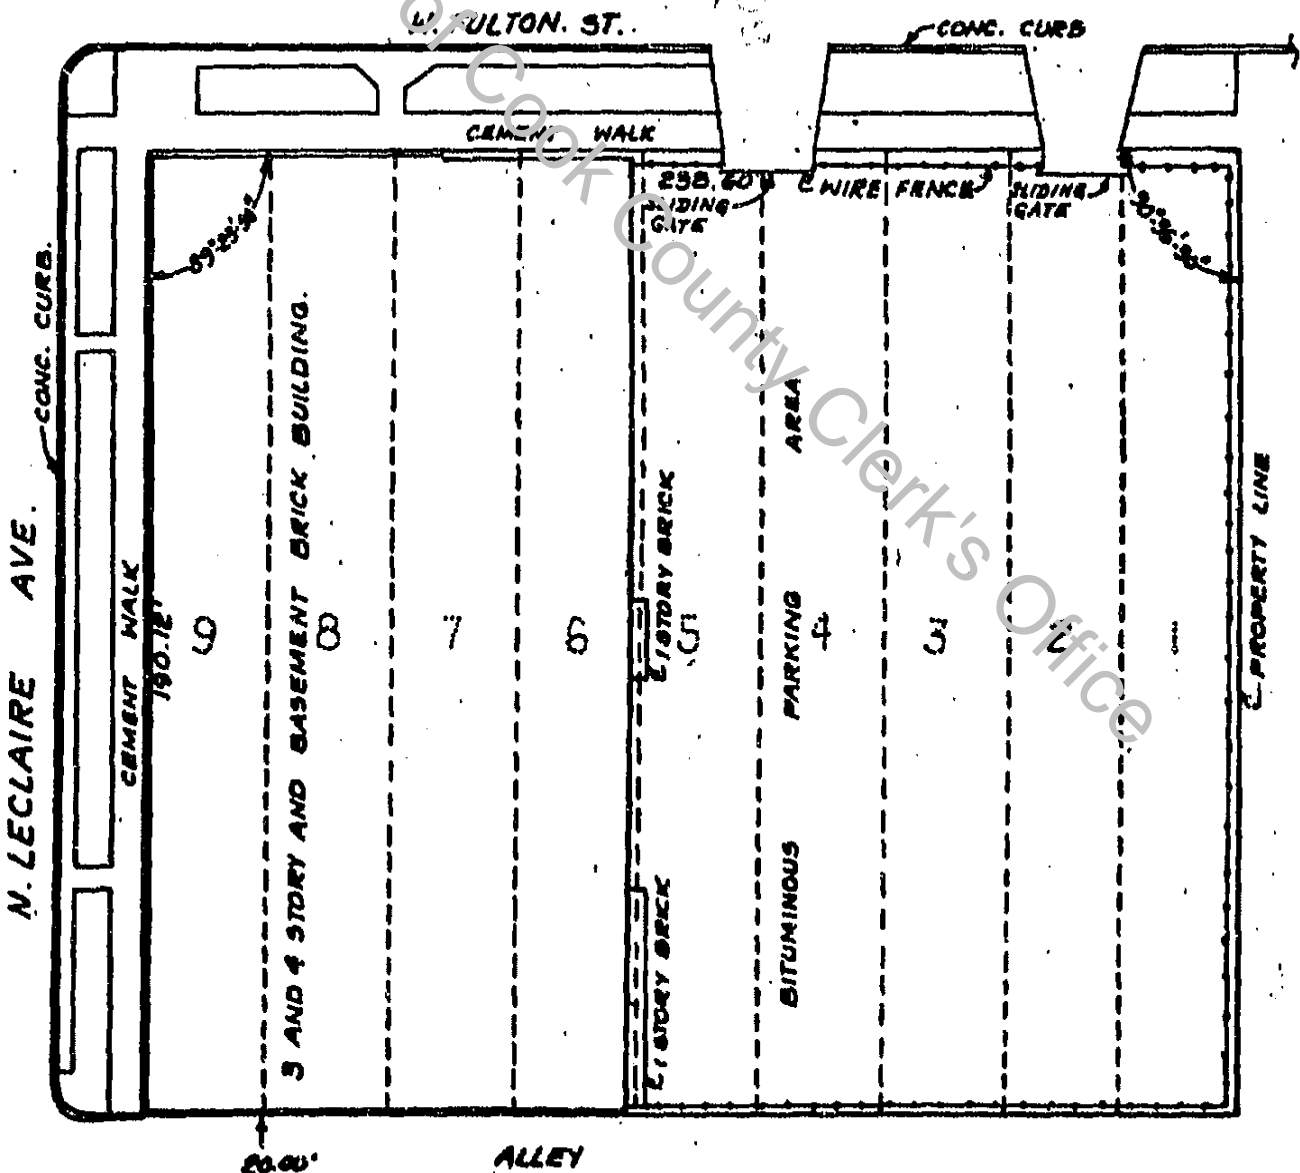 W. FULTON. ST.
CONC. CURB
CEMENT WALK
238.60
SLIDING
GATE
WIRE FENCE
SLIDING
GATE
CONC. CURB.
N. LECLAIRE AVE.
CEMENT WALK
190.12'
3 AND 4 STORY AND BASEMENT BRICK BUILDING.
9 8 7 6 5 4 3 1
1 STORY BRICK
1 STORY BRICK
BITUMINOUS PARKING AREA
PROPERTY LINE
20.00'
ALLEY
of Cook County Clerk's Office